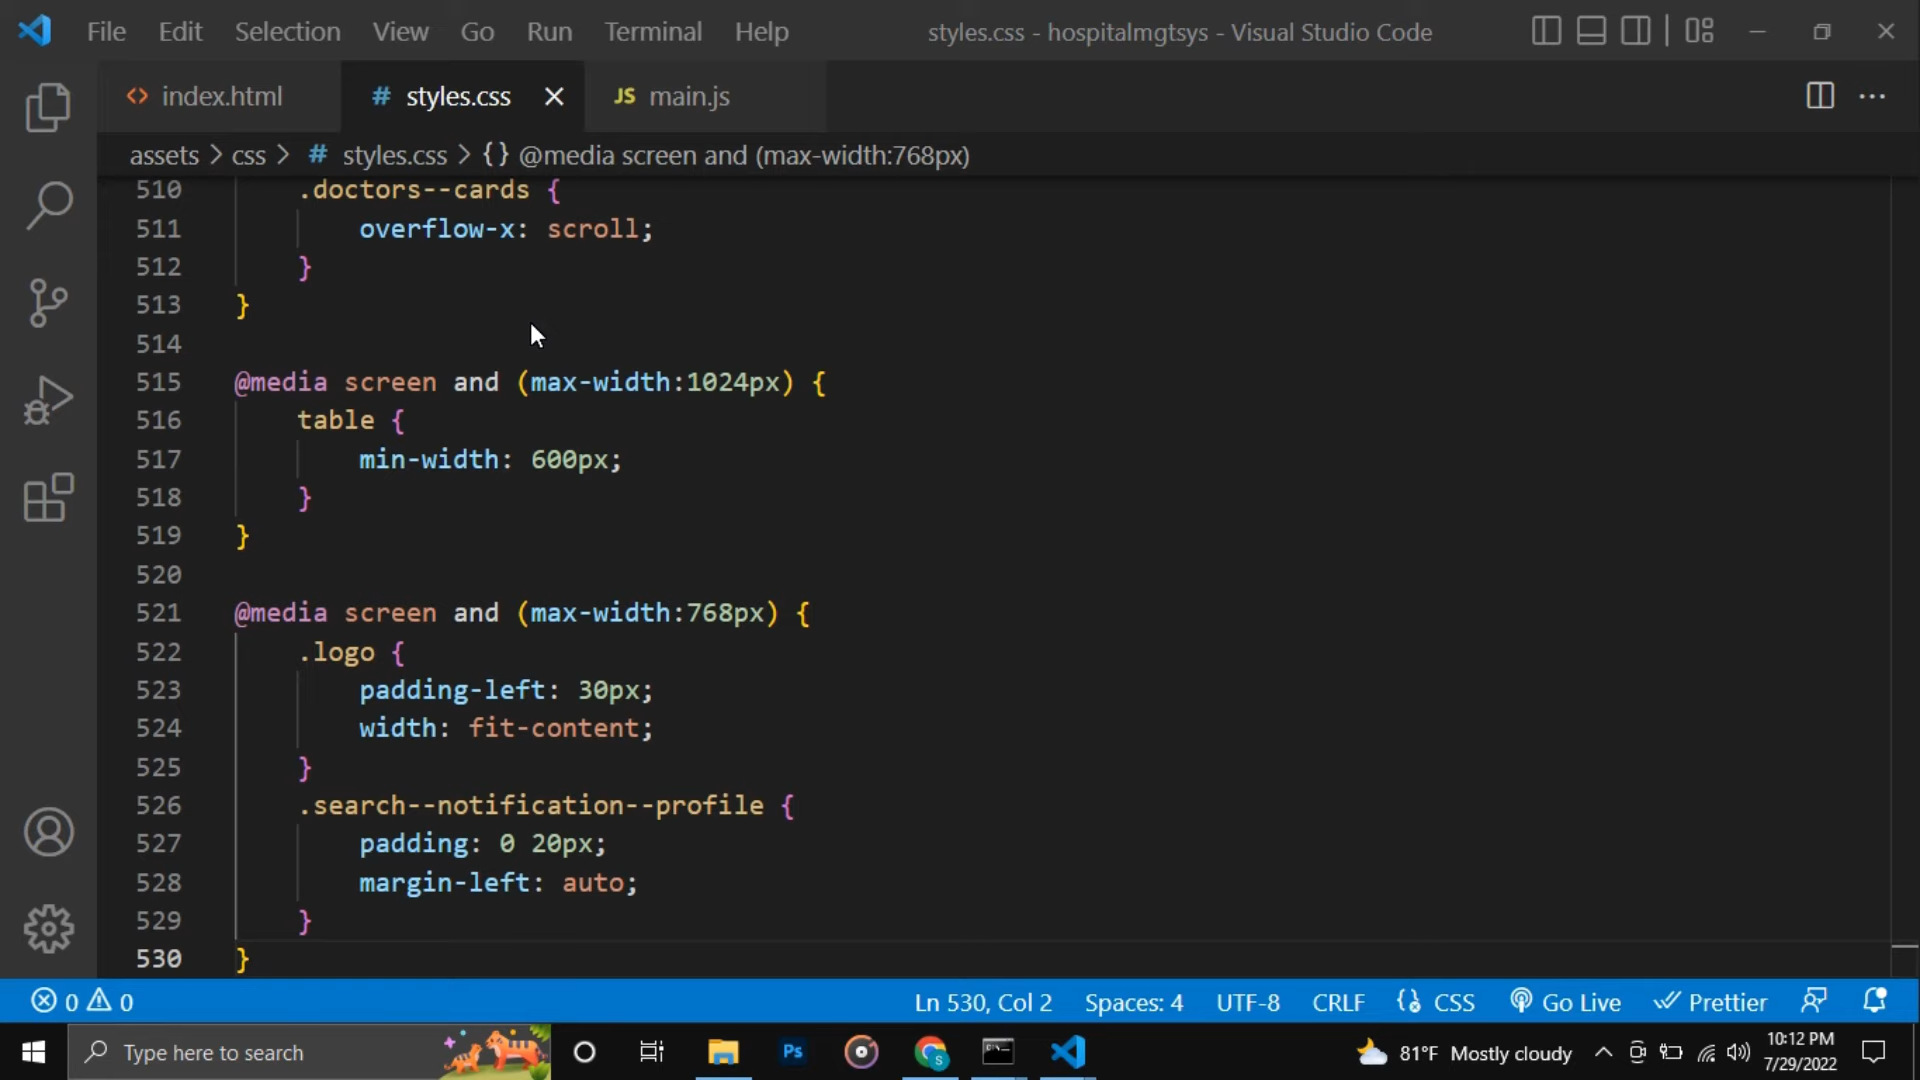 File Edit Selection View Go Run Terminal Help styles.css - hospitalmgtsys - Visual Studio Code
<> index.html # styles.css JS main.js
assets > css > # styles.css > {} @media screen and (max-width:768px)
510 .doctors--cards {
511 overflow-x: scroll;
512 }
513 }
514
515 @media screen and (max-width:1024px) {
516 table {
517 min-width: 600px;
518 }
519 }
520
521 @media screen and (max-width:768px) {
522 .logo {
523 padding-left: 30px;
524 width: fit-content;
525 }
526 .search--notification--profile {
527 padding: 0 20px;
528 margin-left: auto;
529 }
530 }
0 0 Ln 530, Col 2 Spaces: 4 UTF-8 CRLF CSS Go Live Prettier
Type here to search Ps 81°F Mostly cloudy 10:12 PM
7/29/2022